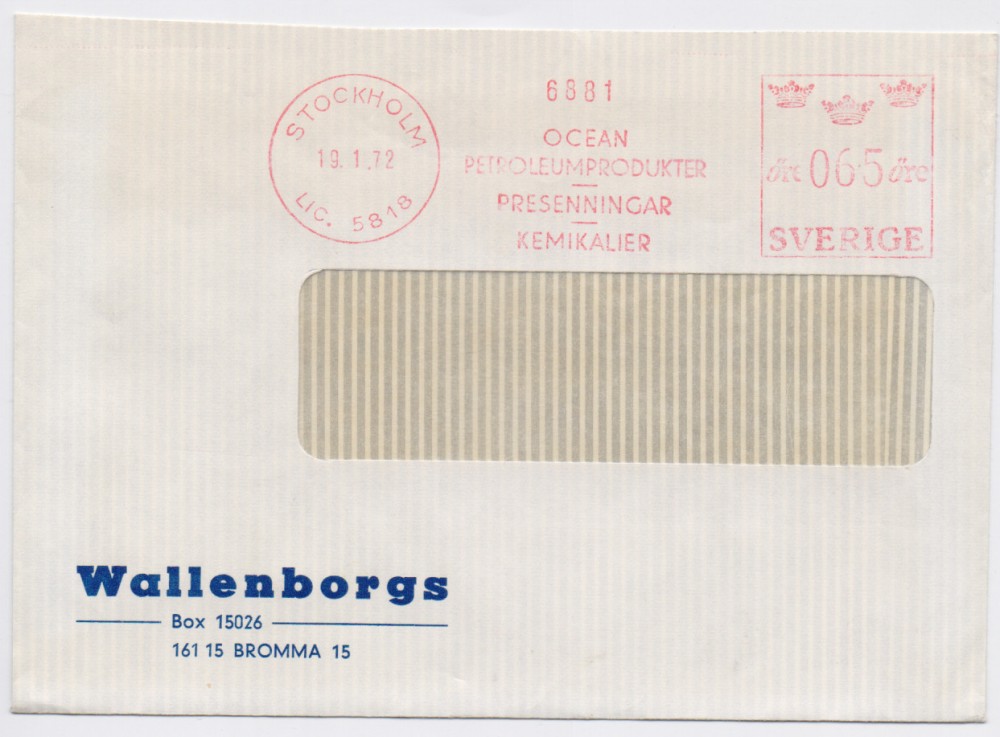 STOCKHOLM
19.1.72
LIC. 5818
6881
OCEAN
PETROLEUMPRODUKTER
PRESENNINGAR
KEMIKALIER
öre 065 öre
SVERIGE
Wallenborgs
Box 15026
161 15 BROMMA 15